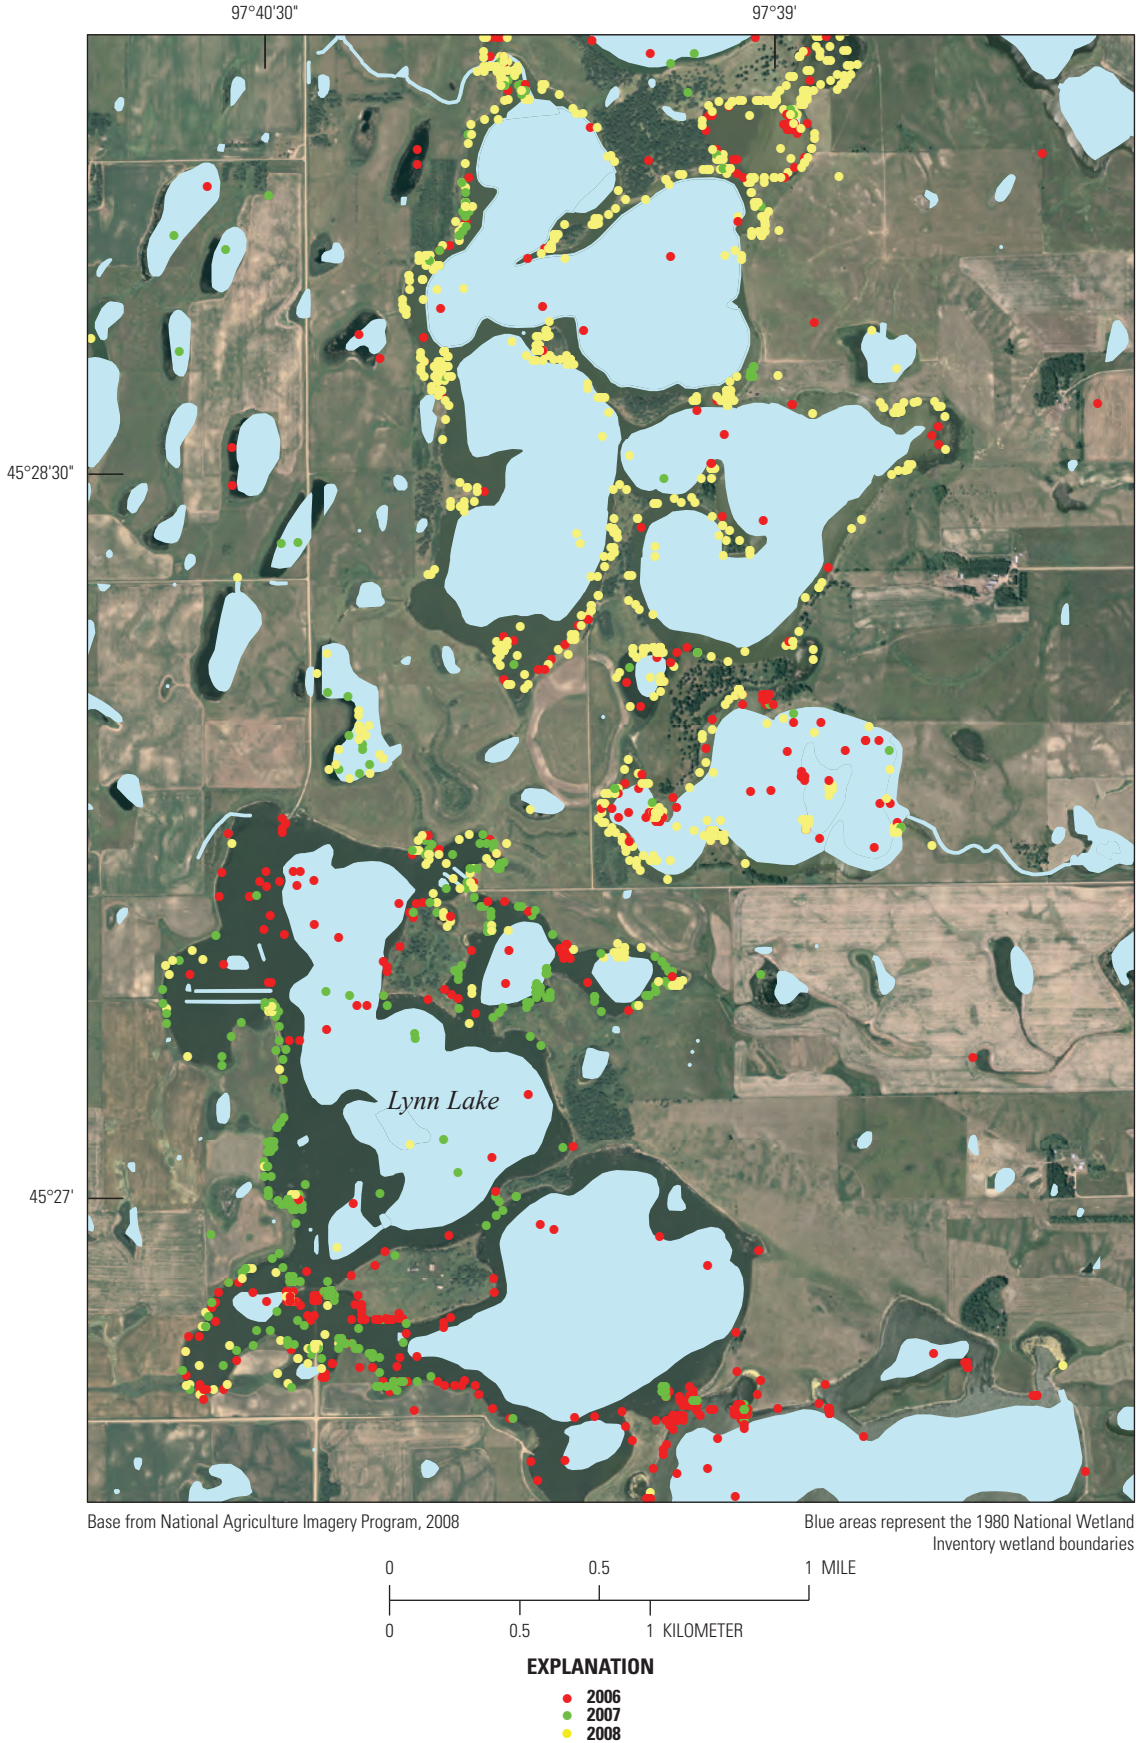 97°40'30"
97°39'
45°28'30"
Lynn Lake
45°27'
Base from National Agriculture Imagery Program, 2008
Blue areas represent the 1980 National Wetland
Inventory wetland boundaries
0 0.5 1 MILE
0 0.5 1 KILOMETER
EXPLANATION
2006
2007
2008